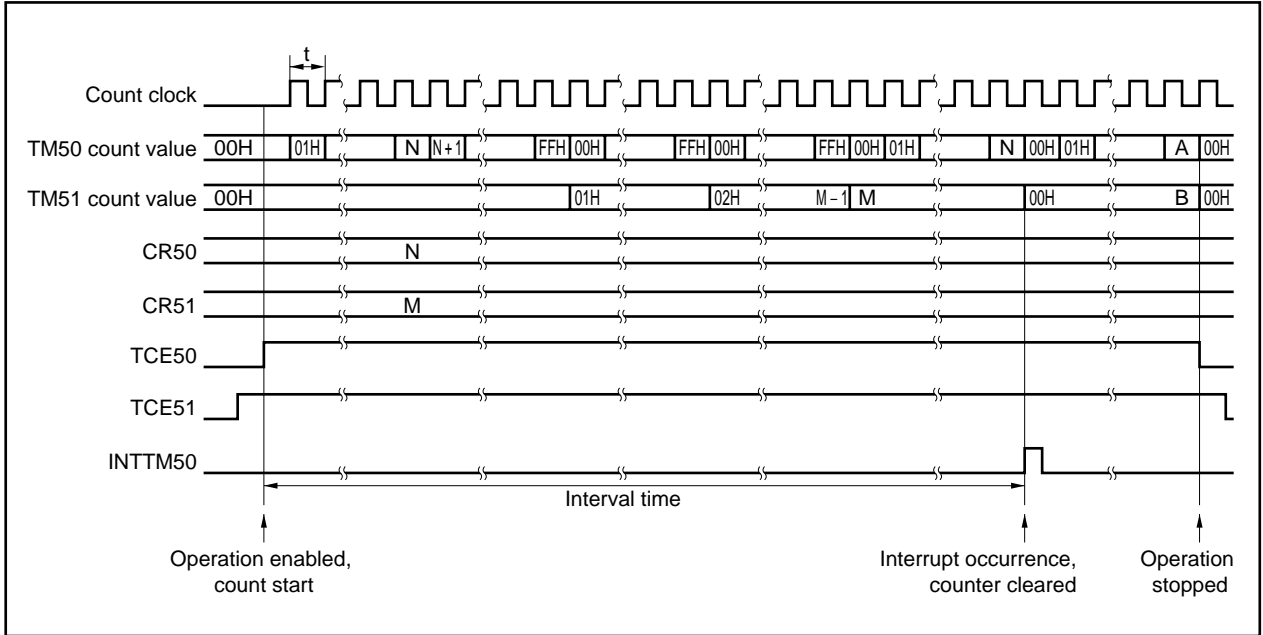 t
Count clock
TM50 count value 00H 01H N N + 1 FFH 00H FFH 00H FFH 00H 01H N 00H 01H A 00H
TM51 count value 00H 01H 02H M − 1 M 00H B 00H
CR50 N
CR51 M
TCE50
TCE51
INTTM50
Interval time
Operation enabled,
count start
Interrupt occurrence,
counter cleared
Operation
stopped